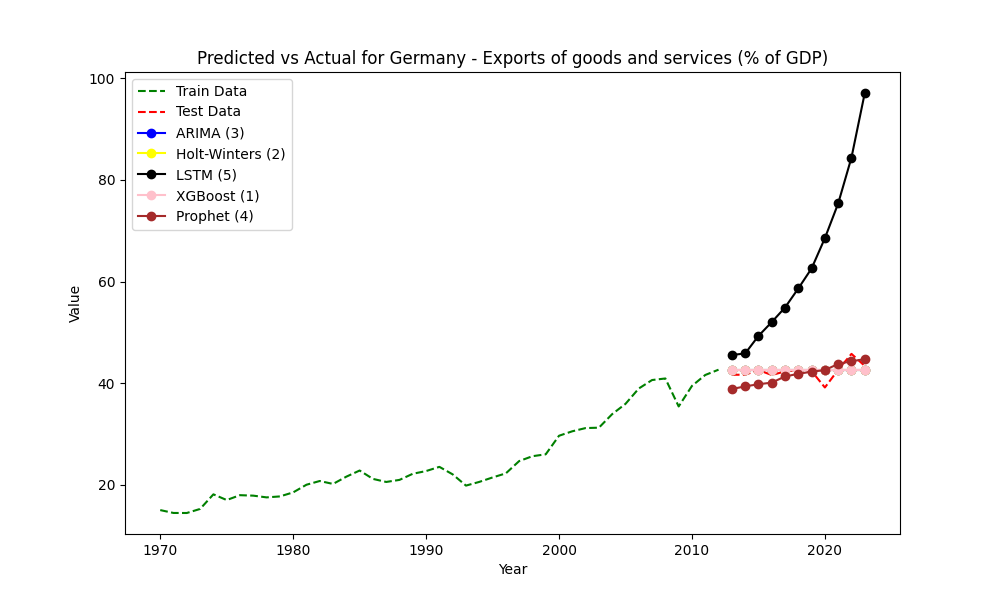 Predicted vs Actual for Germany - Exports of goods and services (% of GDP)
100
80
60
40
20
Value
Train Data
Test Data
ARIMA (3)
Holt-Winters (2)
LSTM (5)
XGBoost (1)
Prophet (4)
1970
1980
1990
2000
2010
2020
Year